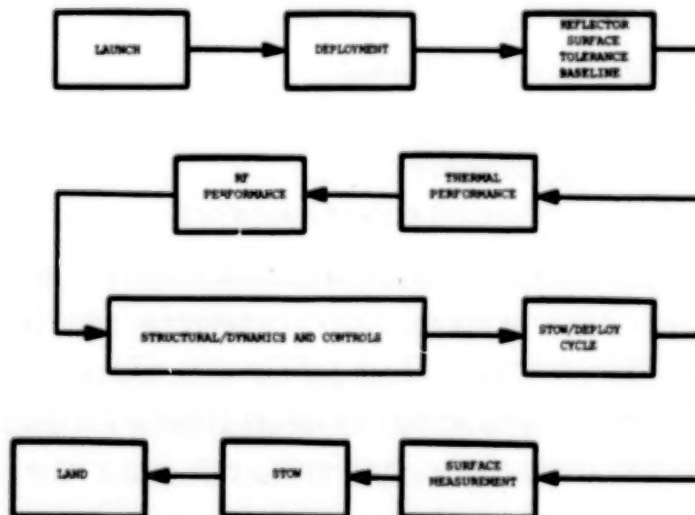 LAUNCH
DEPLOYMENT
REFLECTOR
SURFACE
TOLERANCE
BASELINE
RF
PERFORMANCE
THERMAL
PERFORMANCE
STRUCTURAL/DYNAMICS AND CONTROLS
STOW/DEPLOY
CYCLE
LAND
STOW
SURFACE
MEASUREMENT